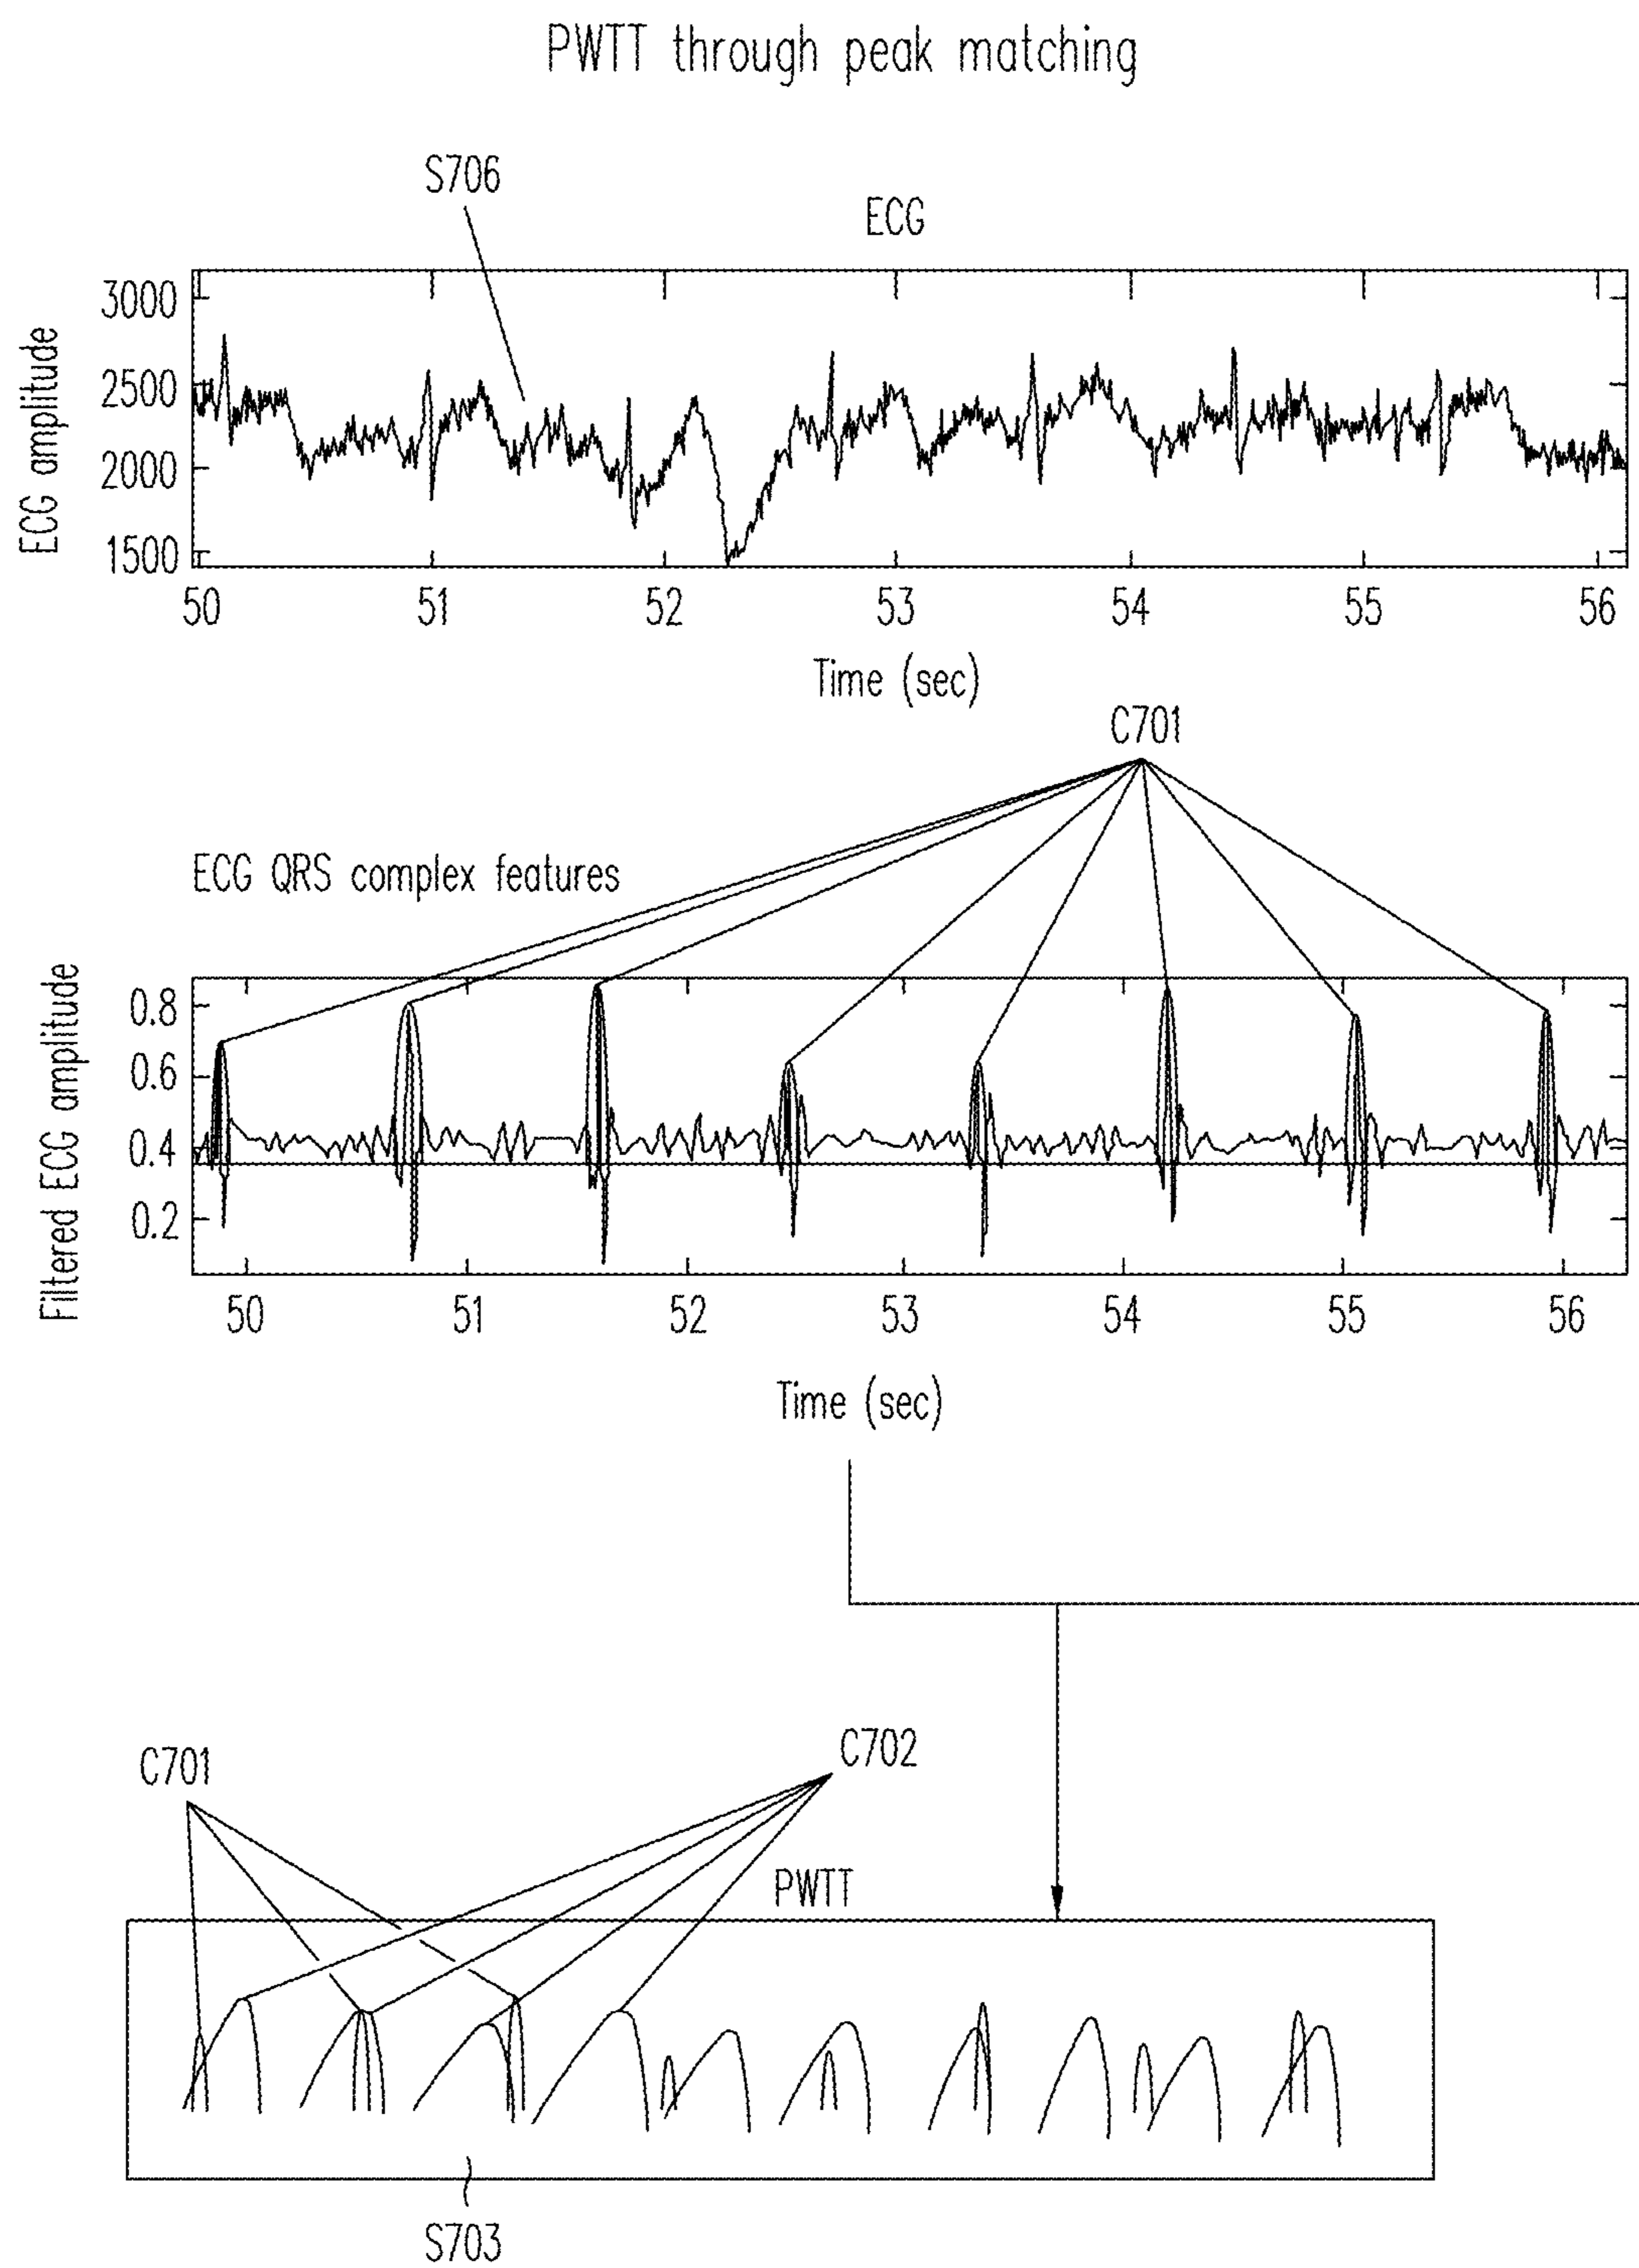 PWTT through peak matching
S706
ECG
ECG amplitude
3000
2500
2000
1500
50 51 52 53 54 55 56
Time (sec)
C701
ECG QRS complex features
Filtered ECG amplitude
0.8
0.6
0.4
0.2
50 51 52 53 54 55 56
Time (sec)
C701
C702
PWTT
S703